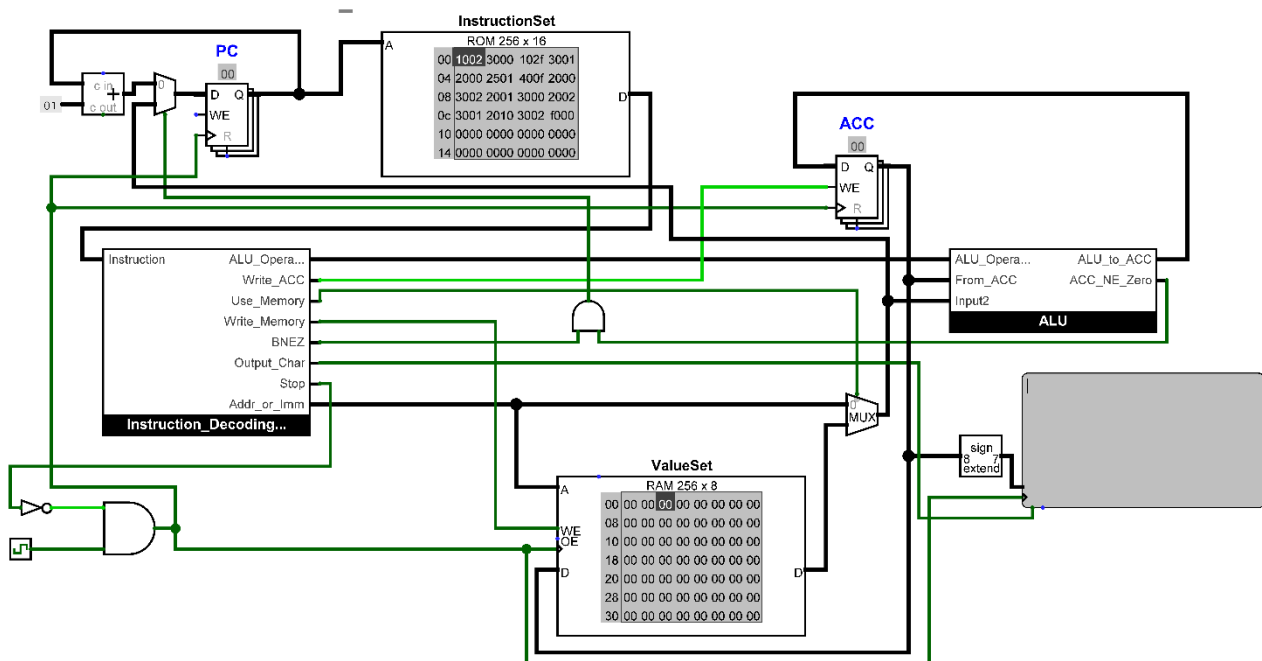 InstructionSet
ROM 256 x 16
A
00 1002 3000 102f 3001
04 2000 2501 400f 2000
08 3002 2001 3000 2002
0c 3001 2010 3002 f000
10 0000 0000 0000 0000
14 0000 0000 0000 0000
D
PC
00
D Q
WE
R
c in
+
c out
01
0
ACC
00
D Q
WE
R
Instruction
ALU_Opera...
Write_ACC
Use_Memory
Write_Memory
BNEZ
Output_Char
Stop
Addr_or_Imm
Instruction_Decoding...
ALU_Opera... ALU_to_ACC
From_ACC ACC_NE_Zero
Input2
ALU
0
MUX
sign
8 7
extend
ValueSet
RAM 256 x 8
A
WE
OE
D
00 00 00 00 00 00 00 00 00
08 00 00 00 00 00 00 00 00
10 00 00 00 00 00 00 00 00
18 00 00 00 00 00 00 00 00
20 00 00 00 00 00 00 00 00
28 00 00 00 00 00 00 00 00
30 00 00 00 00 00 00 00 00
D